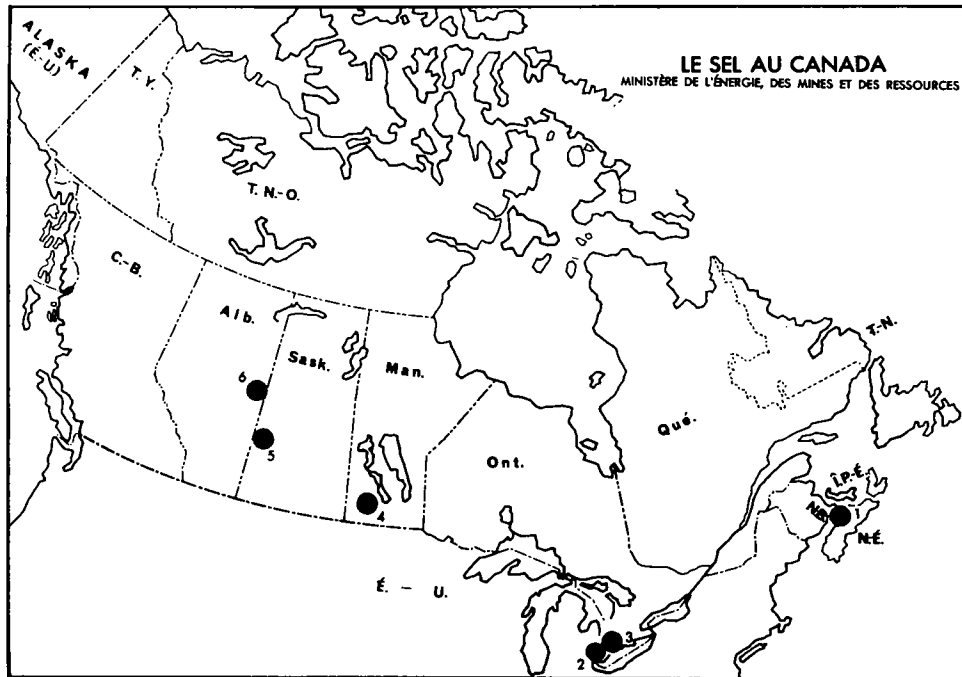 LE SEL AU CANADA
MINISTÈRE DE L'ÉNERGIE, DES MINES ET DES RESSOURCES
ALASKA
(É.-U)
T.Y.
T.N.-O.
C.-B.
Alb.
Sask.
Man.
Ont.
Qué.
T.-N.
Î.P.-É.
N-B.
N-É.
É. – U.
6
5
4
1
3
2